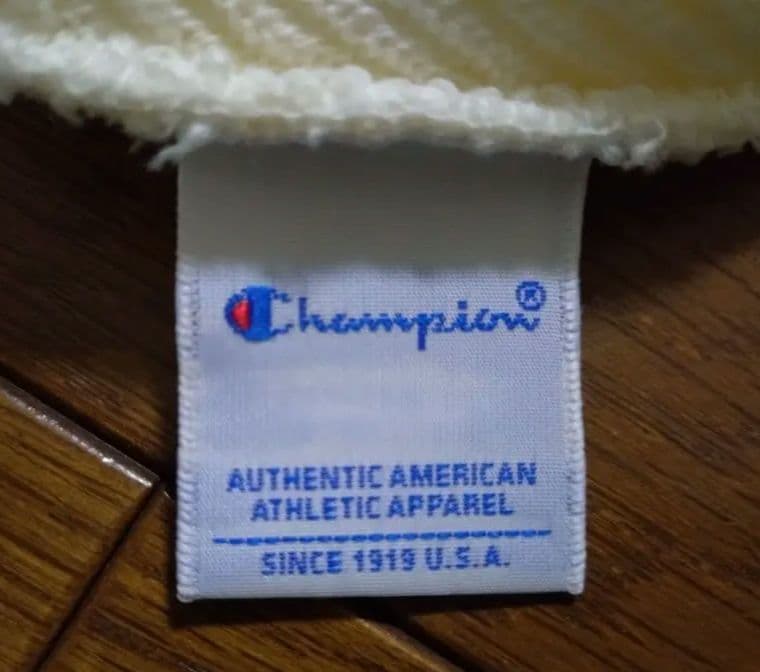 Champion®
AUTHENTIC AMERICAN
ATHLETIC APPAREL
SINCE 1919 U.S.A.